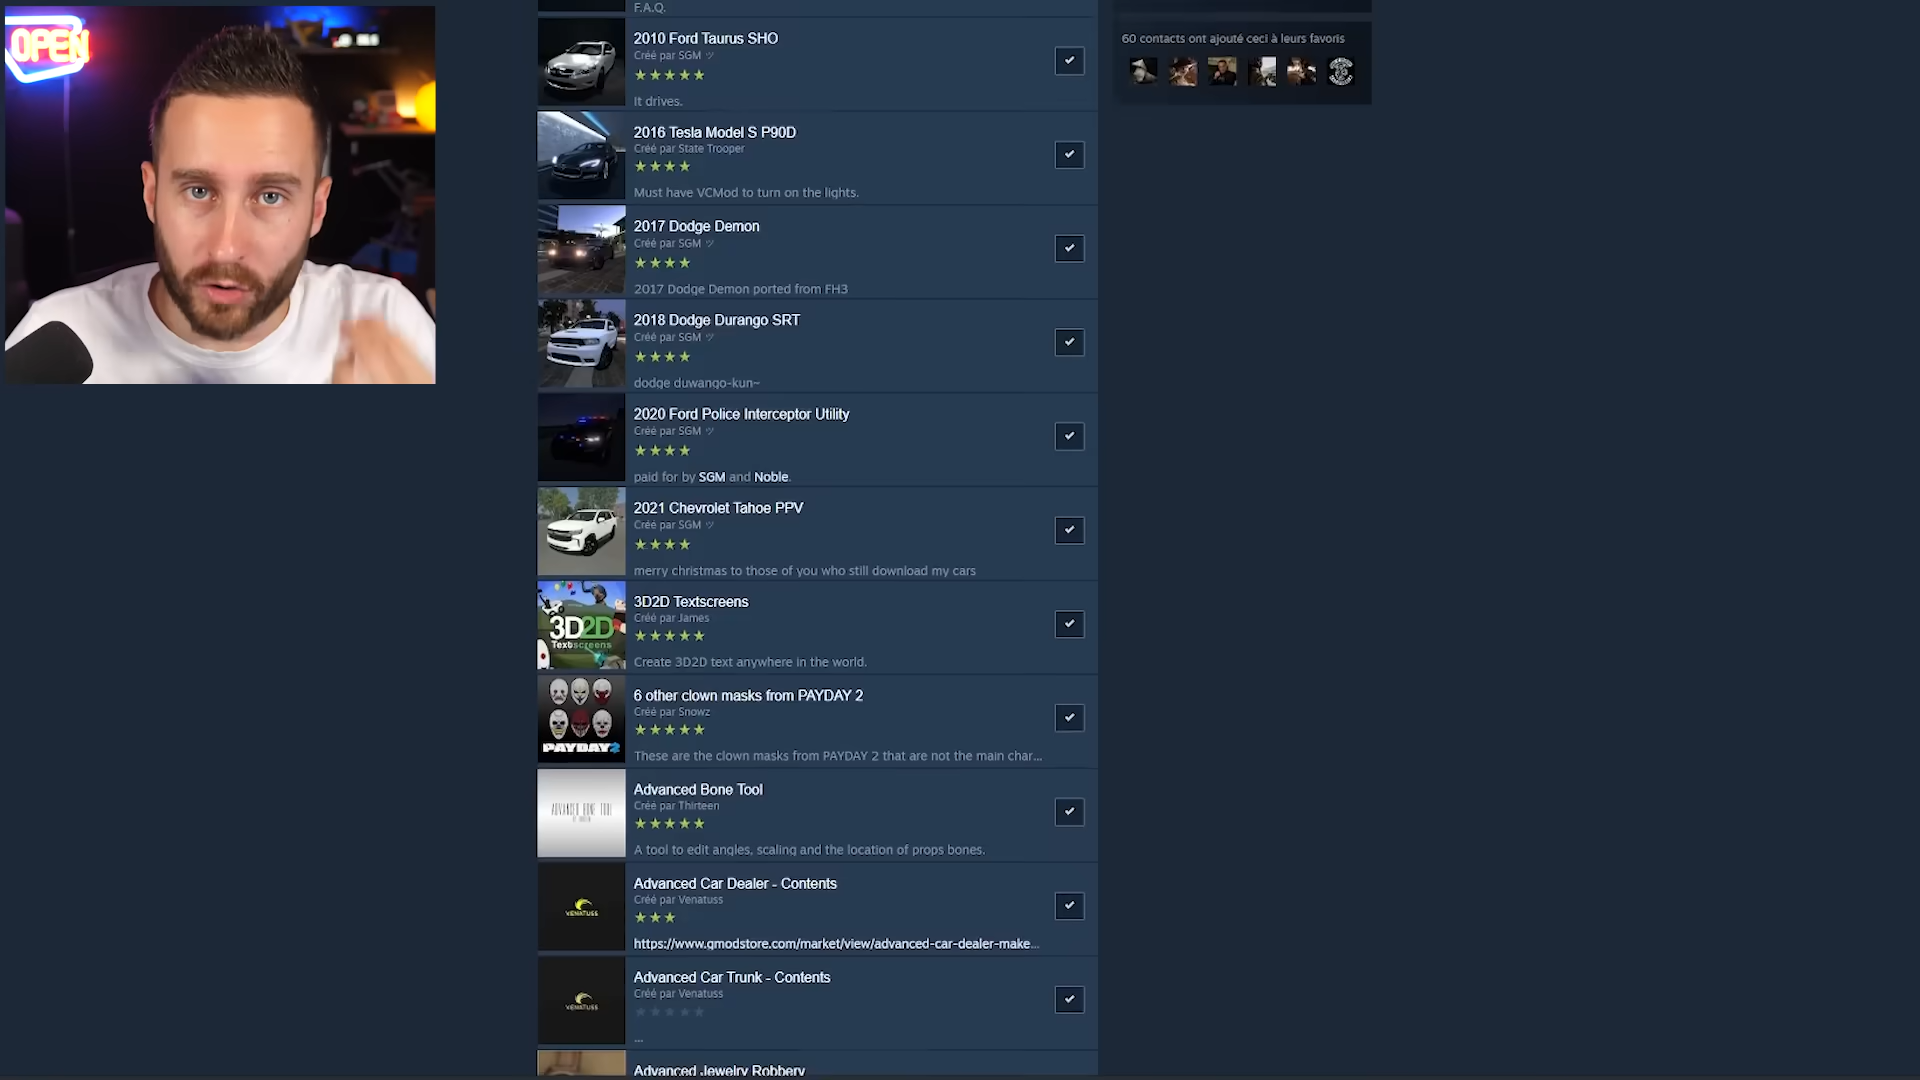 OPEN
F.A.Q.
2010 Ford Taurus SHO
Créé par SGM ツ
It drives.
2016 Tesla Model S P90D
Créé par State Trooper
Must have VCMod to turn on the lights.
2017 Dodge Demon
Créé par SGM ツ
2017 Dodge Demon ported from FH3
2018 Dodge Durango SRT
Créé par SGM ツ
dodge duwango-kun~
2020 Ford Police Interceptor Utility
Créé par SGM ツ
paid for by SGM and Noble.
2021 Chevrolet Tahoe PPV
Créé par SGM ツ
merry christmas to those of you who still download my cars
3D2D
Textscreens
3D2D Textscreens
Créé par James
Create 3D2D text anywhere in the world.
PAYDAY2
6 other clown masks from PAYDAY 2
Créé par Snowz
These are the clown masks from PAYDAY 2 that are not the main char...
ADVANCED BONE TOOL
Advanced Bone Tool
Créé par Thirteen
A tool to edit angles, scaling and the location of props bones.
VENATUSS
Advanced Car Dealer - Contents
Créé par Venatuss
https://www.gmodstore.com/market/view/advanced-car-dealer-make...
VENATUSS
Advanced Car Trunk - Contents
Créé par Venatuss
...
Advanced Jewelry Robbery
60 contacts ont ajouté ceci à leurs favoris